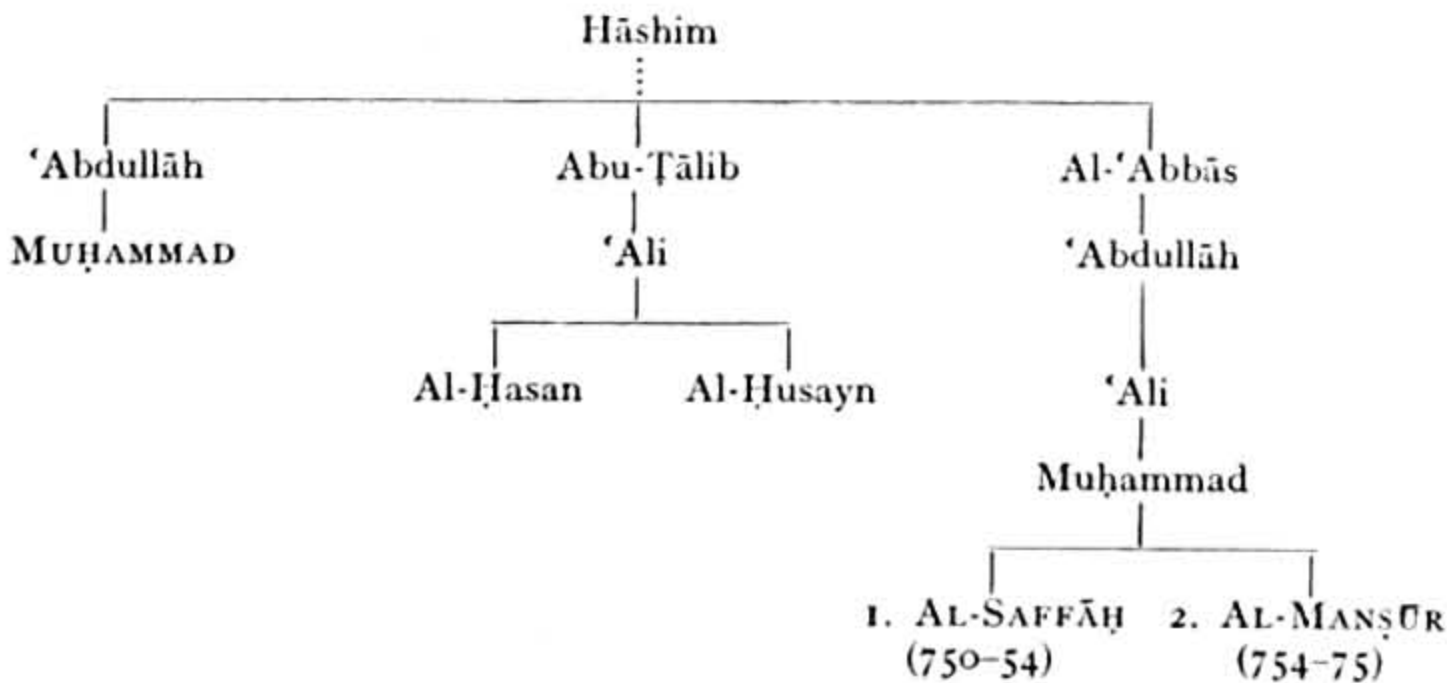 Hāshim
‘Abdullāh Abu-Ṭālib Al-‘Abbās
MUḤAMMAD ‘Ali ‘Abdullāh
Al-Ḥasan Al-Ḥusayn ‘Ali
Muḥammad
1. AL-SAFFĀḤ 2. AL-MANṢŪR
(750–54) (754–75)